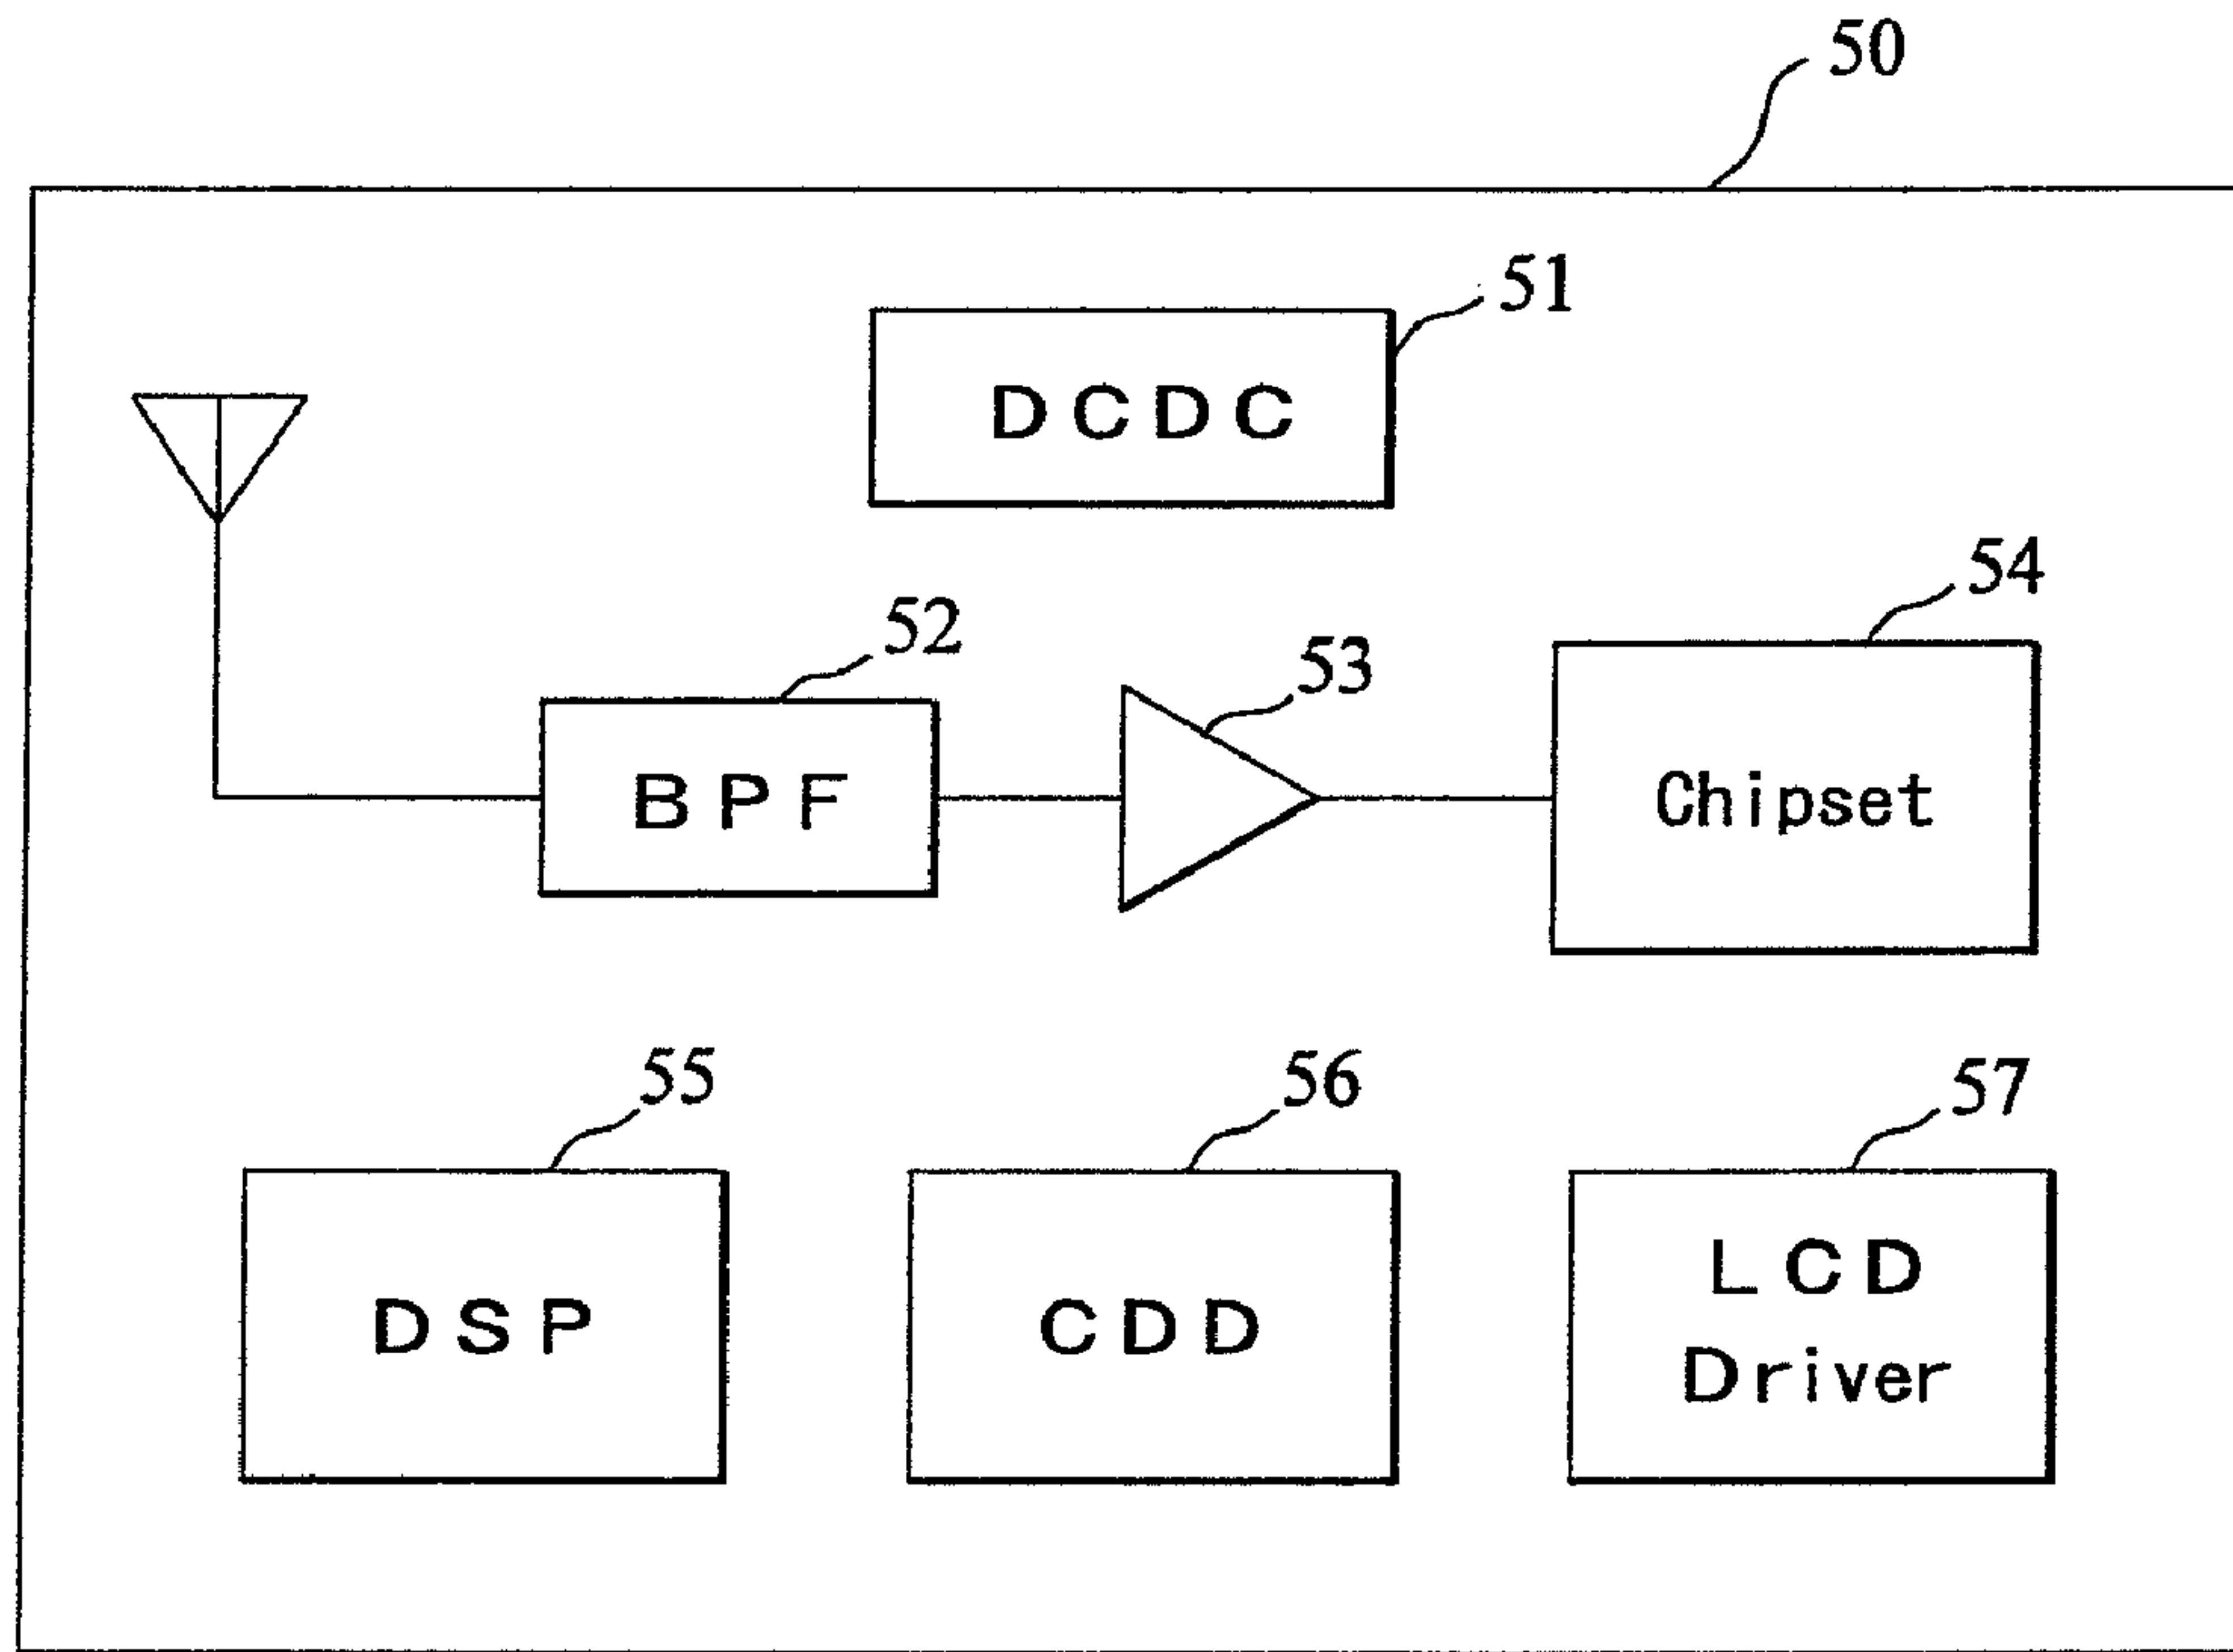 50
51
DCDC
52
53
54
BPF
Chipset
55
56
57
DSP
CDD
LCD
Driver